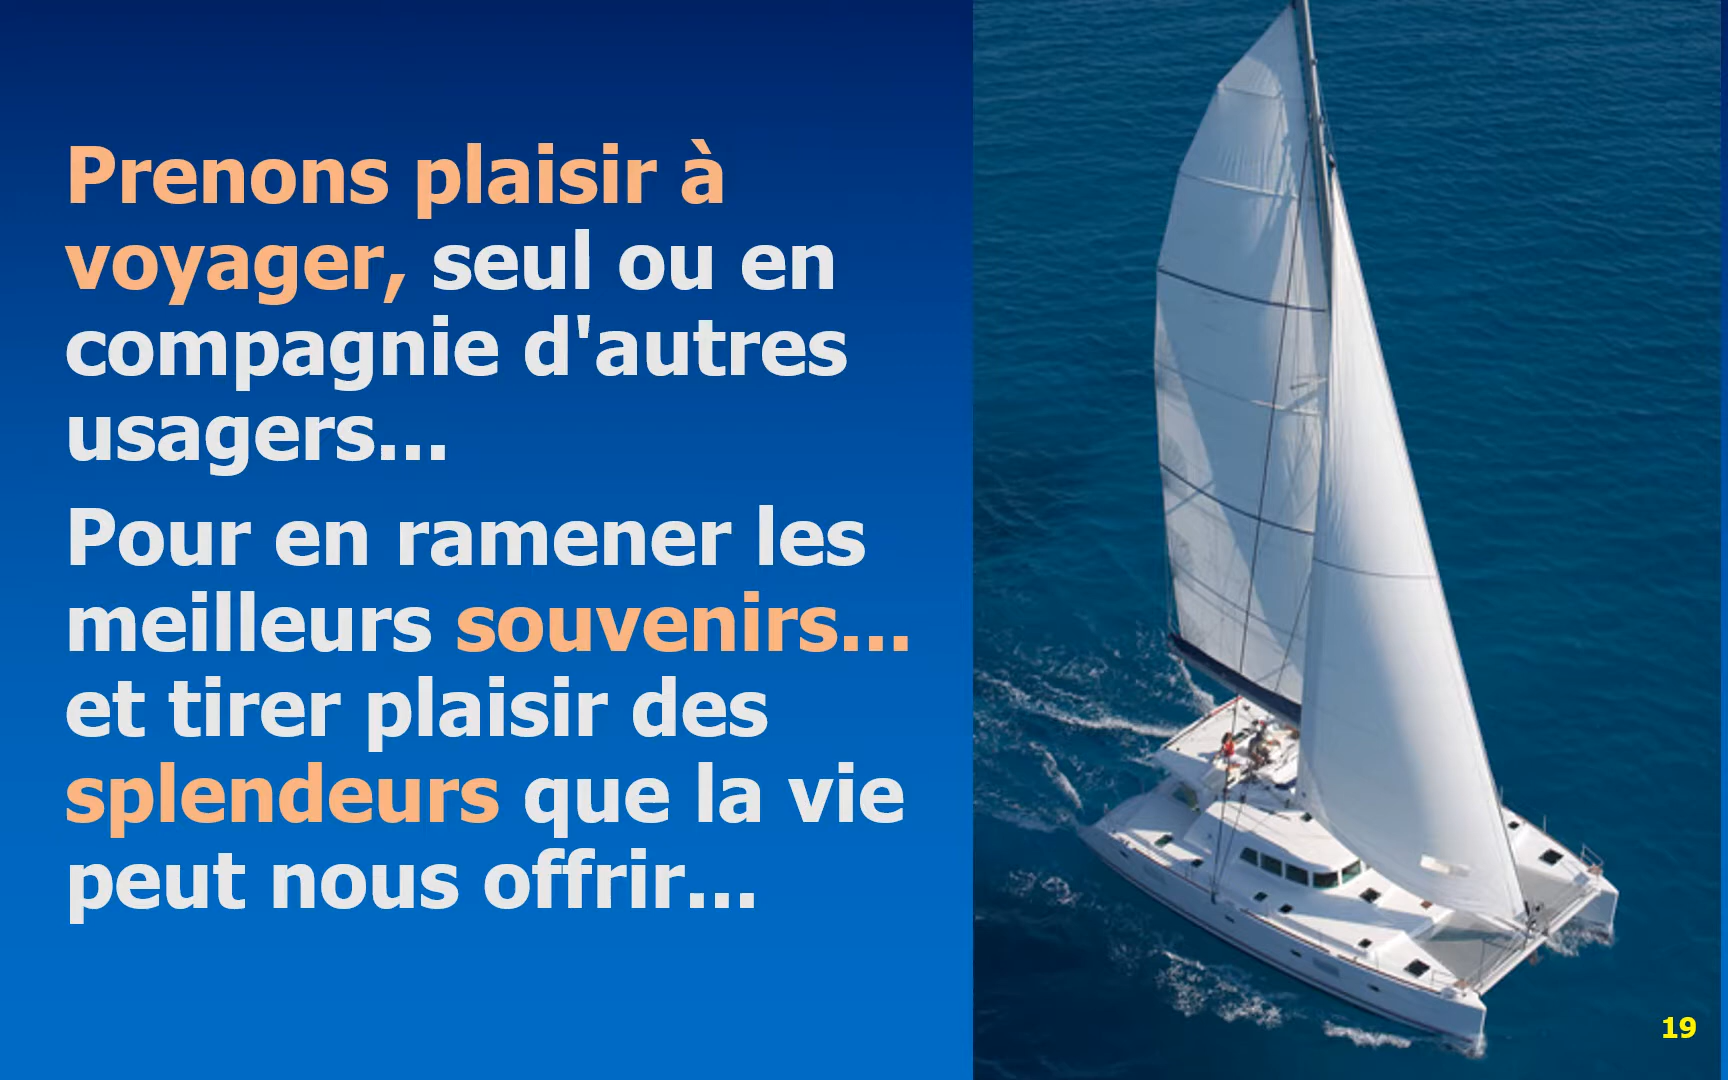 Prenons plaisir à
voyager, seul ou en
compagnie d'autres
usagers...
Pour en ramener les
meilleurs souvenirs...
et tirer plaisir des
splendeurs que la vie
peut nous offrir...
19